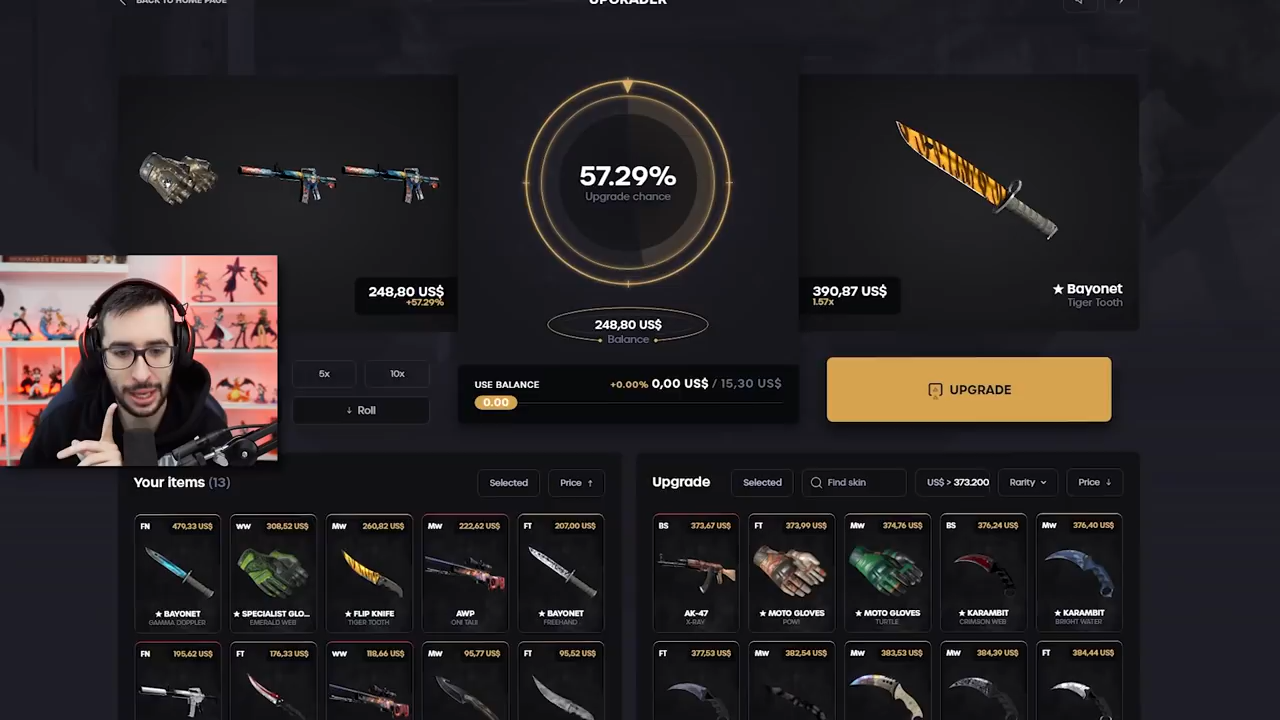 BACK TO HOME PAGE
UPGRADER
57.29%
Upgrade chance
248,80 US$
+57.29%
390,87 US$
1.57x
★ Bayonet
Tiger Tooth
248,80 US$
Balance
5x
10x
Roll
USE BALANCE
+0.00% 0,00 US$ / 15,30 US$
0.00
UPGRADE
Your items (13)
Selected
Price ↑
Upgrade
Selected
Find skin
US$ > 373.200
Rarity
Price ↓
FN 479,33 US$
★ BAYONET
GAMMA DOPPLER
WW 308,52 US$
★ SPECIALIST GLO...
EMERALD WEB
MW 260,82 US$
★ FLIP KNIFE
TIGER TOOTH
MW 222,62 US$
AWP
ONI TAIJI
FT 207,00 US$
★ BAYONET
FREEHAND
BS 373,67 US$
AK-47
X-RAY
FT 373,99 US$
★ MOTO GLOVES
POW!
MW 374,76 US$
★ MOTO GLOVES
TURTLE
BS 376,24 US$
★ KARAMBIT
CRIMSON WEB
MW 376,40 US$
★ KARAMBIT
BRIGHT WATER
FN 195,62 US$
FT 176,33 US$
WW 118,66 US$
MW 95,77 US$
FT 95,52 US$
FT 377,53 US$
MW 382,54 US$
MW 383,53 US$
MW 384,39 US$
FT 384,44 US$